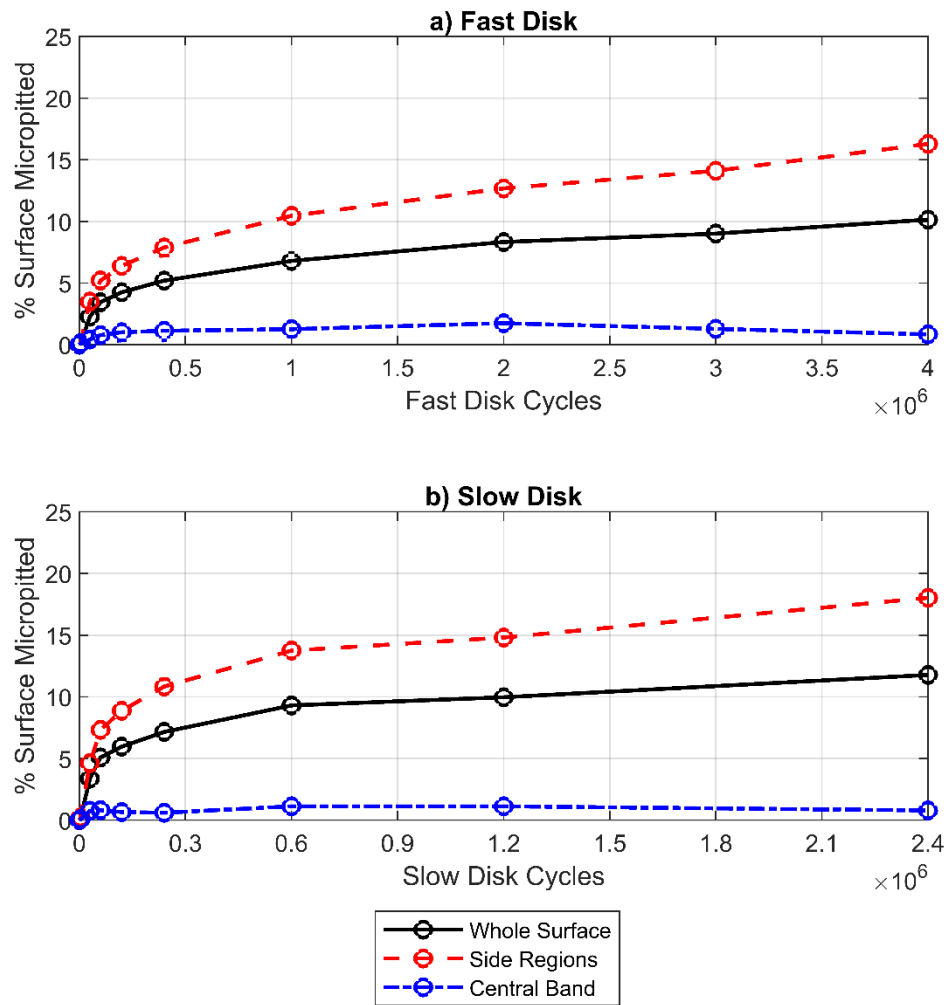 a) Fast Disk
% Surface Micropitted
25
20
15
10
5
0
0 0.5 1 1.5 2 2.5 3 3.5 4
Fast Disk Cycles
×10^6
b) Slow Disk
% Surface Micropitted
25
20
15
10
5
0
0 0.3 0.6 0.9 1.2 1.5 1.8 2.1 2.4
Slow Disk Cycles
×10^6
Whole Surface
Side Regions
Central Band